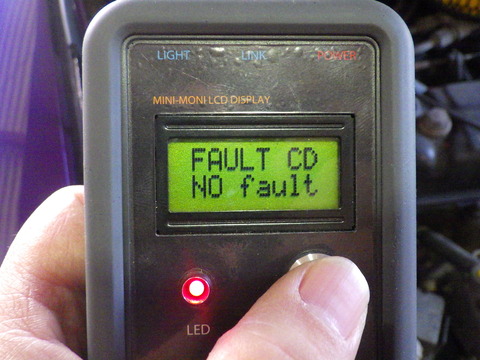 LIGHT LINK POWER
MINI-MONI LCD DISPLAY
FAULT CD
NO fault
LED